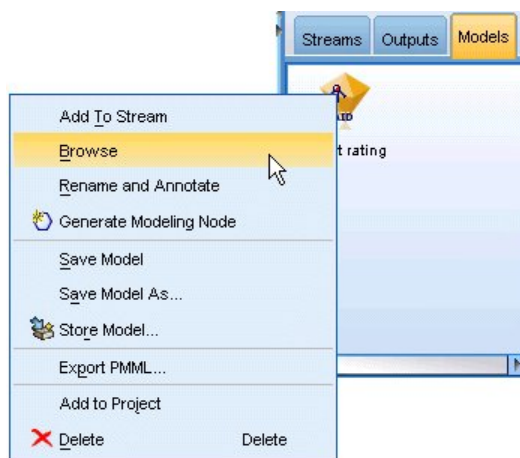 Streams Outputs Models
AID
t rating
Add To Stream
Browse
Rename and Annotate
Generate Modeling Node
Save Model
Save Model As...
Store Model...
Export PMML...
Add to Project
Delete Delete